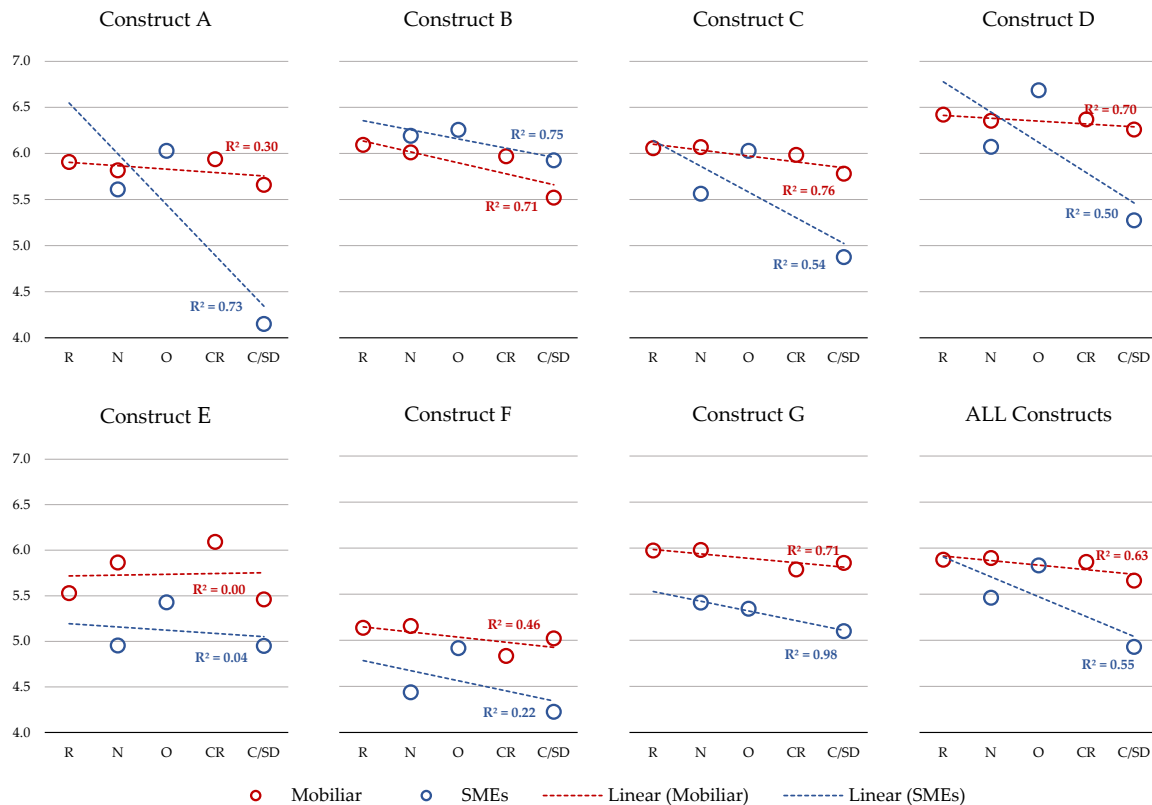 Construct A Construct B Construct C Construct D
7.0
6.5
6.0
5.5
5.0
4.5
4.0
R² = 0.30
R² = 0.73
R² = 0.75
R² = 0.71
R² = 0.76
R² = 0.54
R² = 0.70
R² = 0.50
R N O CR C/SD R N O CR C/SD R N O CR C/SD R N O CR C/SD
Construct E Construct F Construct G ALL Constructs
7.0
6.5
6.0
5.5
5.0
4.5
4.0
R² = 0.00
R² = 0.04
R² = 0.46
R² = 0.22
R² = 0.71
R² = 0.98
R² = 0.63
R² = 0.55
R N O CR C/SD R N O CR C/SD R N O CR C/SD R N O CR C/SD
Mobiliar SMEs Linear (Mobiliar) Linear (SMEs)